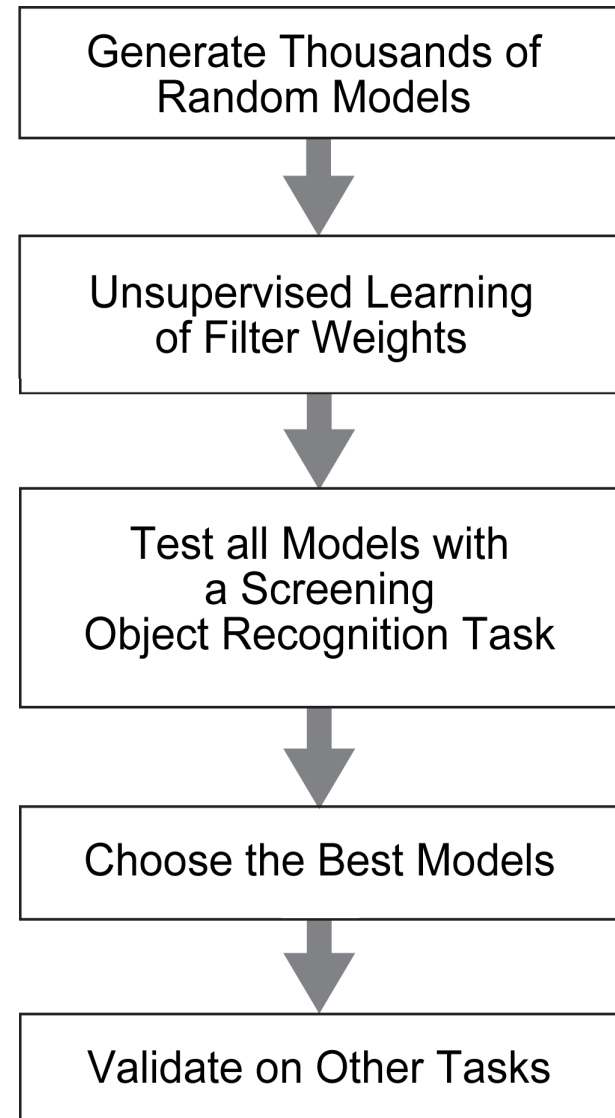 Generate Thousands of
Random Models
Unsupervised Learning
of Filter Weights
Test all Models with
a Screening
Object Recognition Task
Choose the Best Models
Validate on Other Tasks